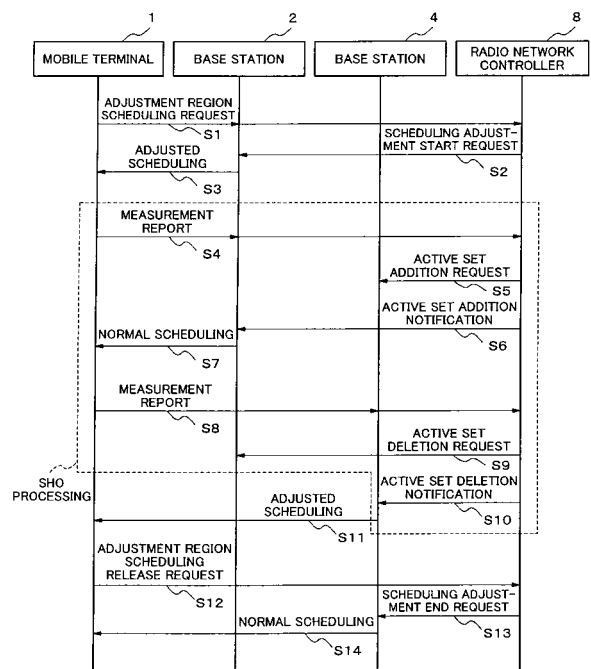 1
2
4
8
MOBILE TERMINAL
BASE STATION
BASE STATION
RADIO NETWORK
CONTROLLER
ADJUSTMENT REGION
SCHEDULING REQUEST
S1
SCHEDULING ADJUST-
MENT START REQUEST
S2
ADJUSTED
SCHEDULING
S3
MEASUREMENT
REPORT
S4
ACTIVE SET
ADDITION REQUEST
S5
ACTIVE SET ADDITION
NOTIFICATION
S6
NORMAL SCHEDULING
S7
MEASUREMENT
REPORT
S8
ACTIVE SET
DELETION REQUEST
S9
SHO
PROCESSING
ACTIVE SET DELETION
NOTIFICATION
S10
ADJUSTED
SCHEDULING
S11
ADJUSTMENT REGION
SCHEDULING
RELEASE REQUEST
S12
SCHEDULING ADJUST-
MENT END REQUEST
S13
NORMAL SCHEDULING
S14